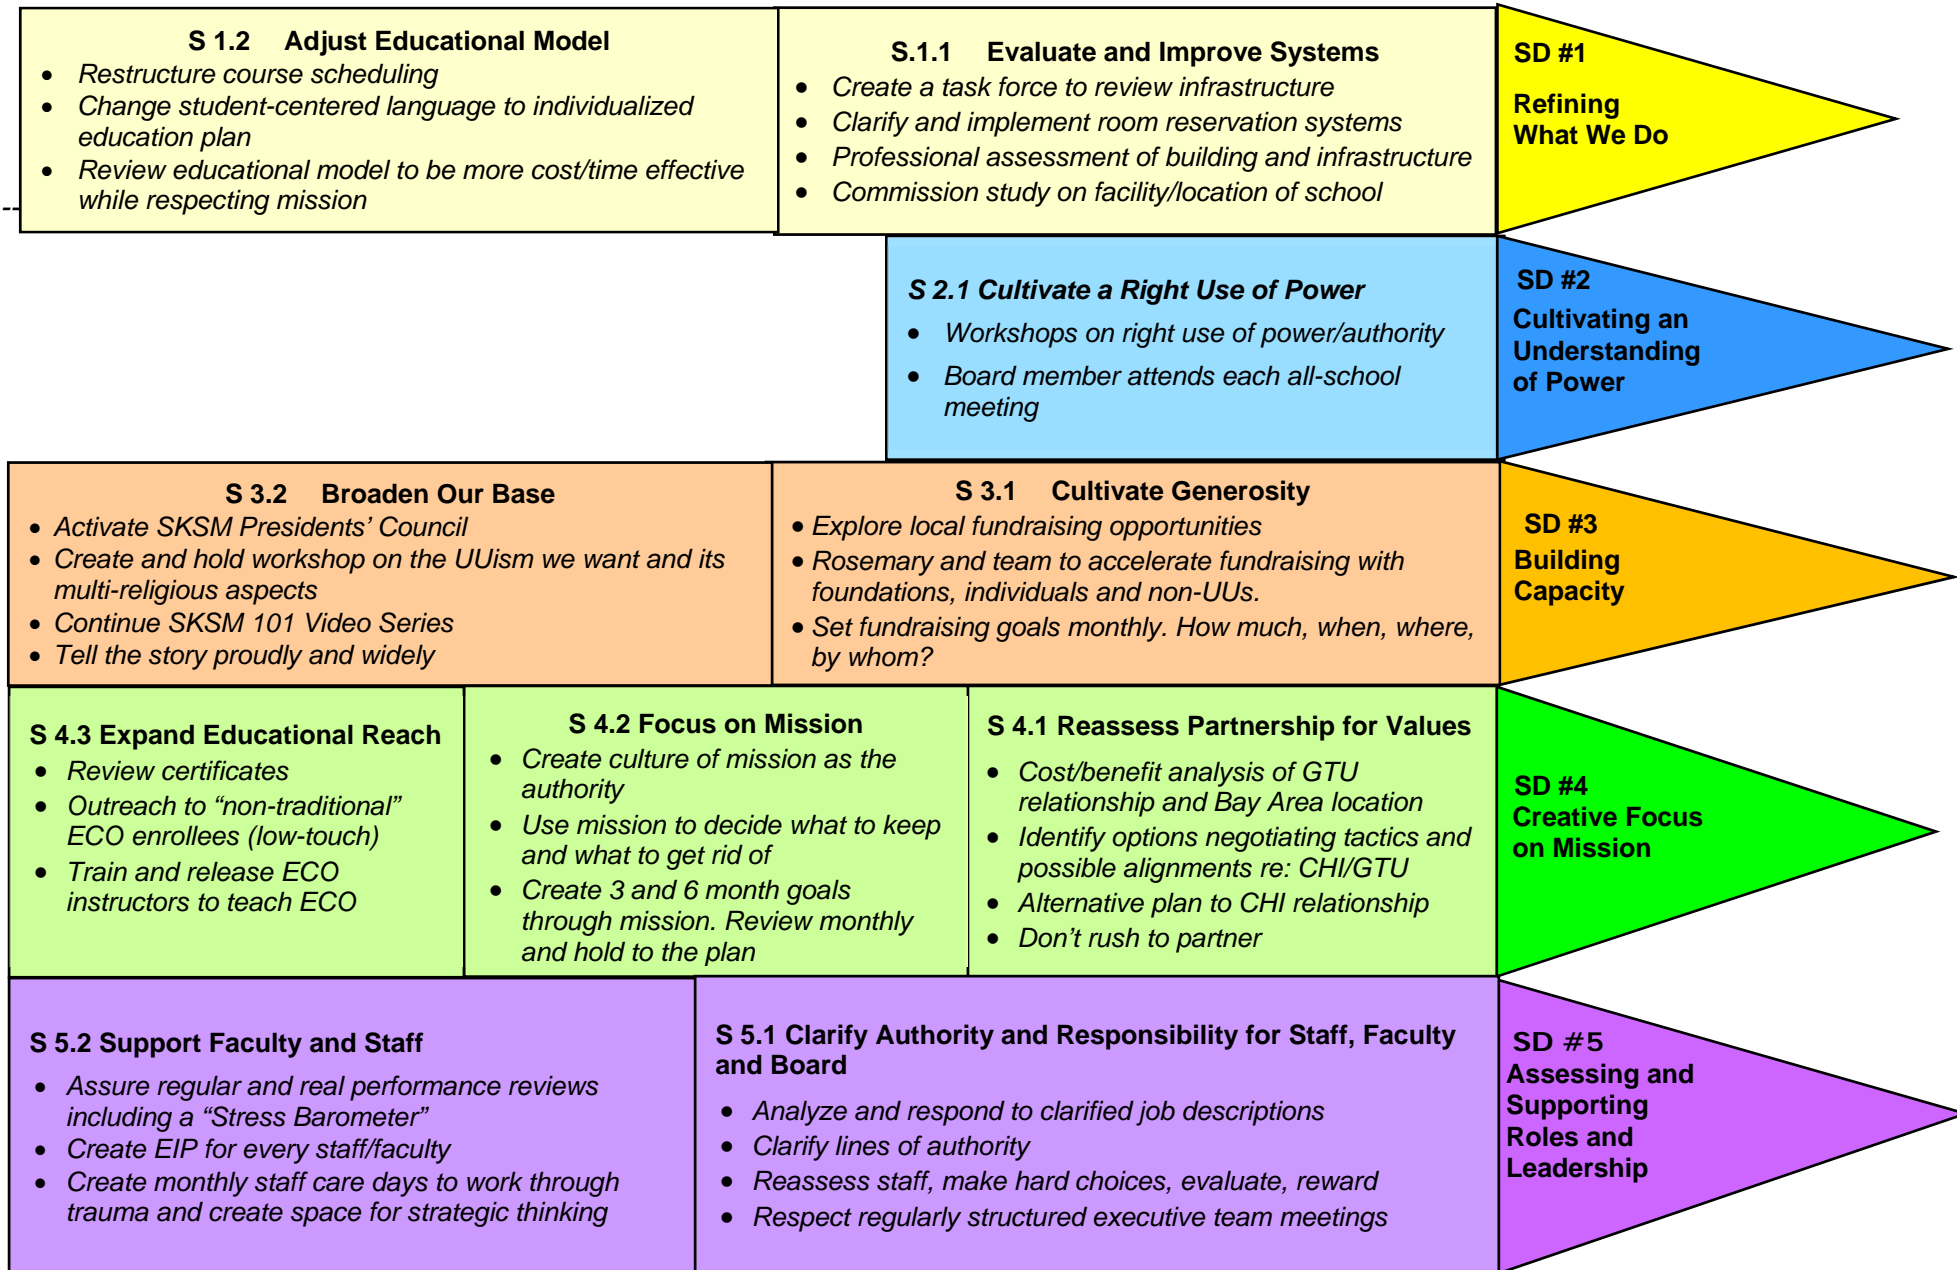 S 1.2 Adjust Educational Model
• Restructure course scheduling
• Change student-centered language to individualized
education plan
• Review educational model to be more cost/time effective
while respecting mission
S.1.1 Evaluate and Improve Systems
• Create a task force to review infrastructure
• Clarify and implement room reservation systems
• Professional assessment of building and infrastructure
• Commission study on facility/location of school
SD #1
Refining
What We Do
S 2.1 Cultivate a Right Use of Power
• Workshops on right use of power/authority
• Board member attends each all-school
meeting
SD #2
Cultivating an
Understanding
of Power
S 3.2 Broaden Our Base
• Activate SKSM Presidents’ Council
• Create and hold workshop on the UUism we want and its
multi-religious aspects
• Continue SKSM 101 Video Series
• Tell the story proudly and widely
S 3.1 Cultivate Generosity
• Explore local fundraising opportunities
• Rosemary and team to accelerate fundraising with
foundations, individuals and non-UUs.
• Set fundraising goals monthly. How much, when, where,
by whom?
SD #3
Building
Capacity
S 4.3 Expand Educational Reach
• Review certificates
• Outreach to “non-traditional”
ECO enrollees (low-touch)
• Train and release ECO
instructors to teach ECO
S 4.2 Focus on Mission
• Create culture of mission as the
authority
• Use mission to decide what to keep
and what to get rid of
• Create 3 and 6 month goals
through mission. Review monthly
and hold to the plan
S 4.1 Reassess Partnership for Values
• Cost/benefit analysis of GTU
relationship and Bay Area location
• Identify options negotiating tactics and
possible alignments re: CHI/GTU
• Alternative plan to CHI relationship
• Don’t rush to partner
SD #4
Creative Focus
on Mission
S 5.2 Support Faculty and Staff
• Assure regular and real performance reviews
including a “Stress Barometer”
• Create EIP for every staff/faculty
• Create monthly staff care days to work through
trauma and create space for strategic thinking
S 5.1 Clarify Authority and Responsibility for Staff, Faculty
and Board
• Analyze and respond to clarified job descriptions
• Clarify lines of authority
• Reassess staff, make hard choices, evaluate, reward
• Respect regularly structured executive team meetings
SD #5
Assessing and
Supporting
Roles and
Leadership